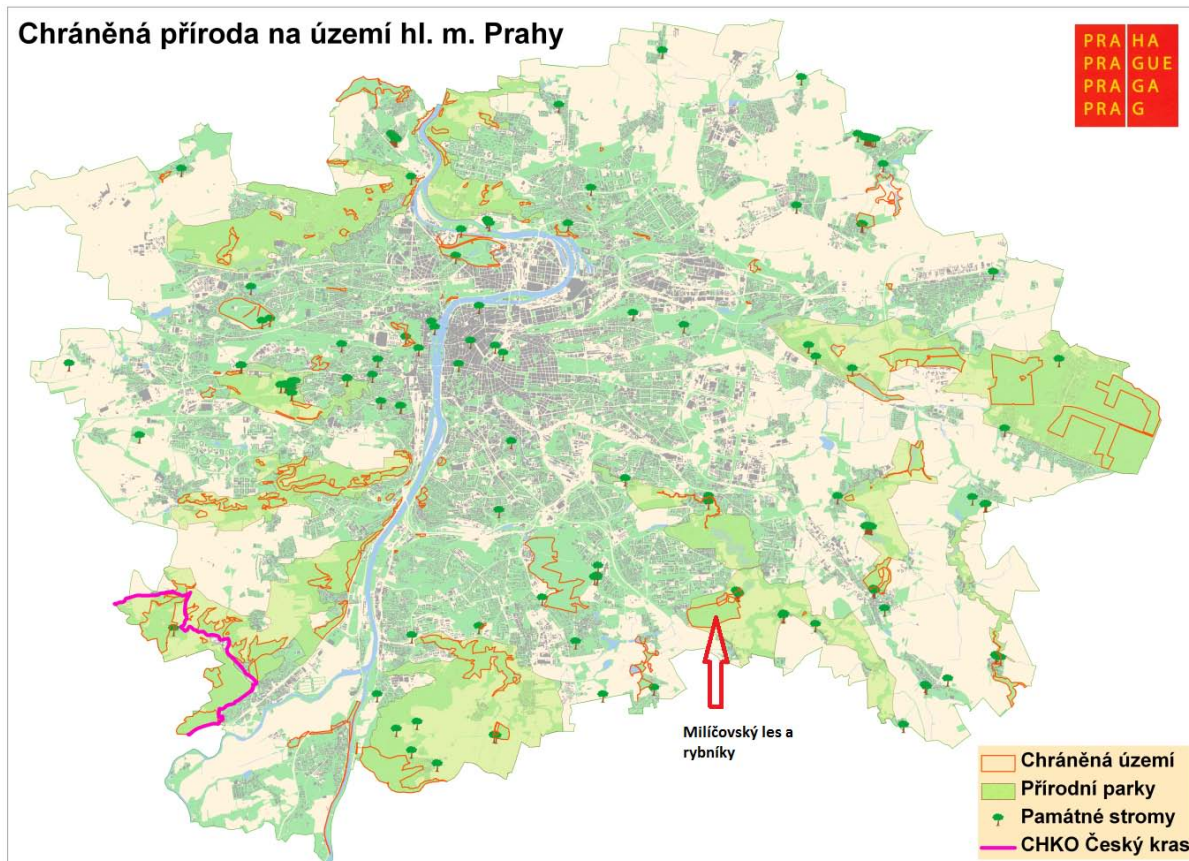 Chráněná příroda na území hl. m. Prahy
PRA HA
PRA GUE
PRA GA
PRA G
Milíčovský les a
rybníky
Chráněná území
Přírodní parky
Památné stromy
CHKO Český kras